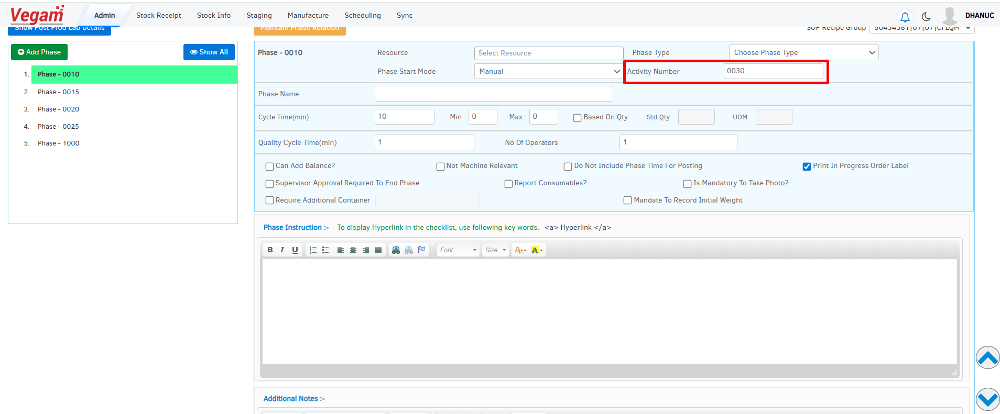 Vegam Admin Stock Receipt Stock Info Staging Manufacture Scheduling Sync DHANUC
Show Post Prod Lab Details Maintain Phase Relation SOP Recipe Group
Add Phase Show All
1. Phase - 0010
2. Phase - 0015
3. Phase - 0020
4. Phase - 0025
5. Phase - 1000
Phase - 0010 Resource Select Resource Phase Type Choose Phase Type
Phase Start Mode Manual Activity Number 0030
Phase Name
Cycle Time(min) 10 Min : 0 Max : 0 Based On Qty Std Qty UOM
Quality Cycle Time(min) 1 No Of Operators 1
Can Add Balance? Not Machine Relevant Do Not Include Phase Time For Posting Print In Progress Order Label
Supervisor Approval Required To End Phase Report Consumables? Is Mandatory To Take Photo?
Require Additional Container Mandate To Record Initial Weight
Phase Instruction :- To display Hyperlink in the checklist, use following key words. <a> Hyperlink </a>
B I U Font Size A A
Additional Notes :-